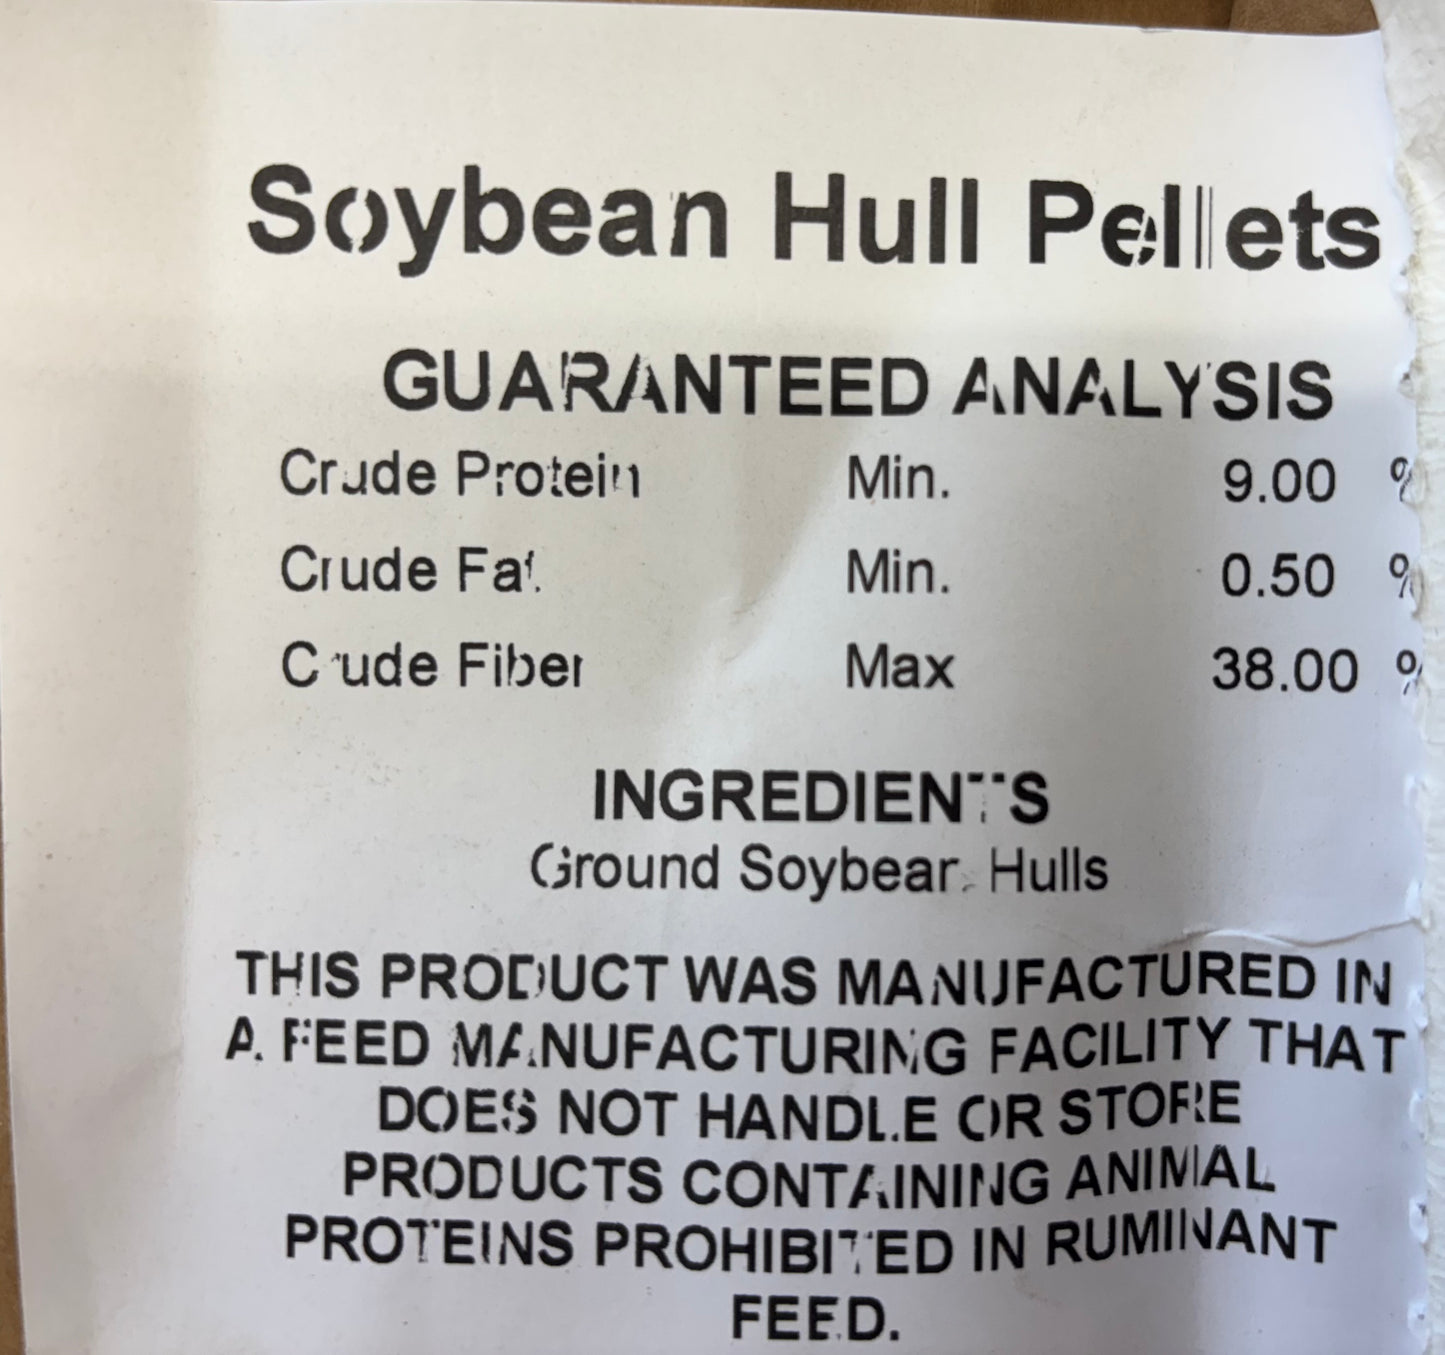 Soybean Hull Pellets
GUARANTEED ANALYSIS
Crude Protein Min. 9.00 %
Crude Fat Min. 0.50 %
Crude Fiber Max 38.00 %
INGREDIENTS
Ground Soybean Hulls
THIS PRODUCT WAS MANUFACTURED IN
A FEED MANUFACTURING FACILITY THAT
DOES NOT HANDLE OR STORE
PRODUCTS CONTAINING ANIMAL
PROTEINS PROHIBITED IN RUMINANT
FEED.